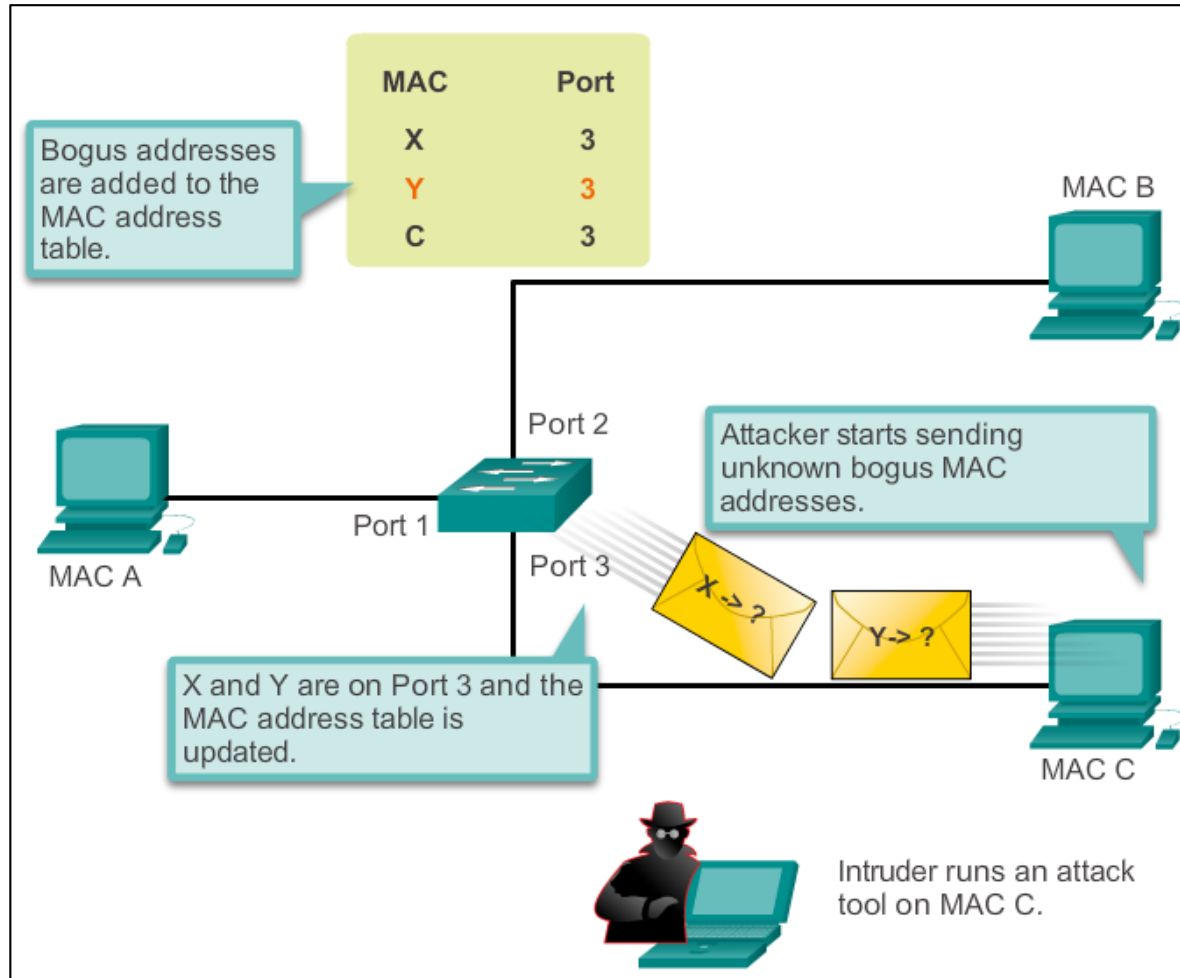 MAC Port
X 3
Y 3
C 3
Bogus addresses
are added to the
MAC address
table.
MAC B
Port 2
Attacker starts sending
unknown bogus MAC
addresses.
Port 1
MAC A
Port 3
X -> ?
Y-> ?
X and Y are on Port 3 and the
MAC address table is
updated.
MAC C
Intruder runs an attack
tool on MAC C.